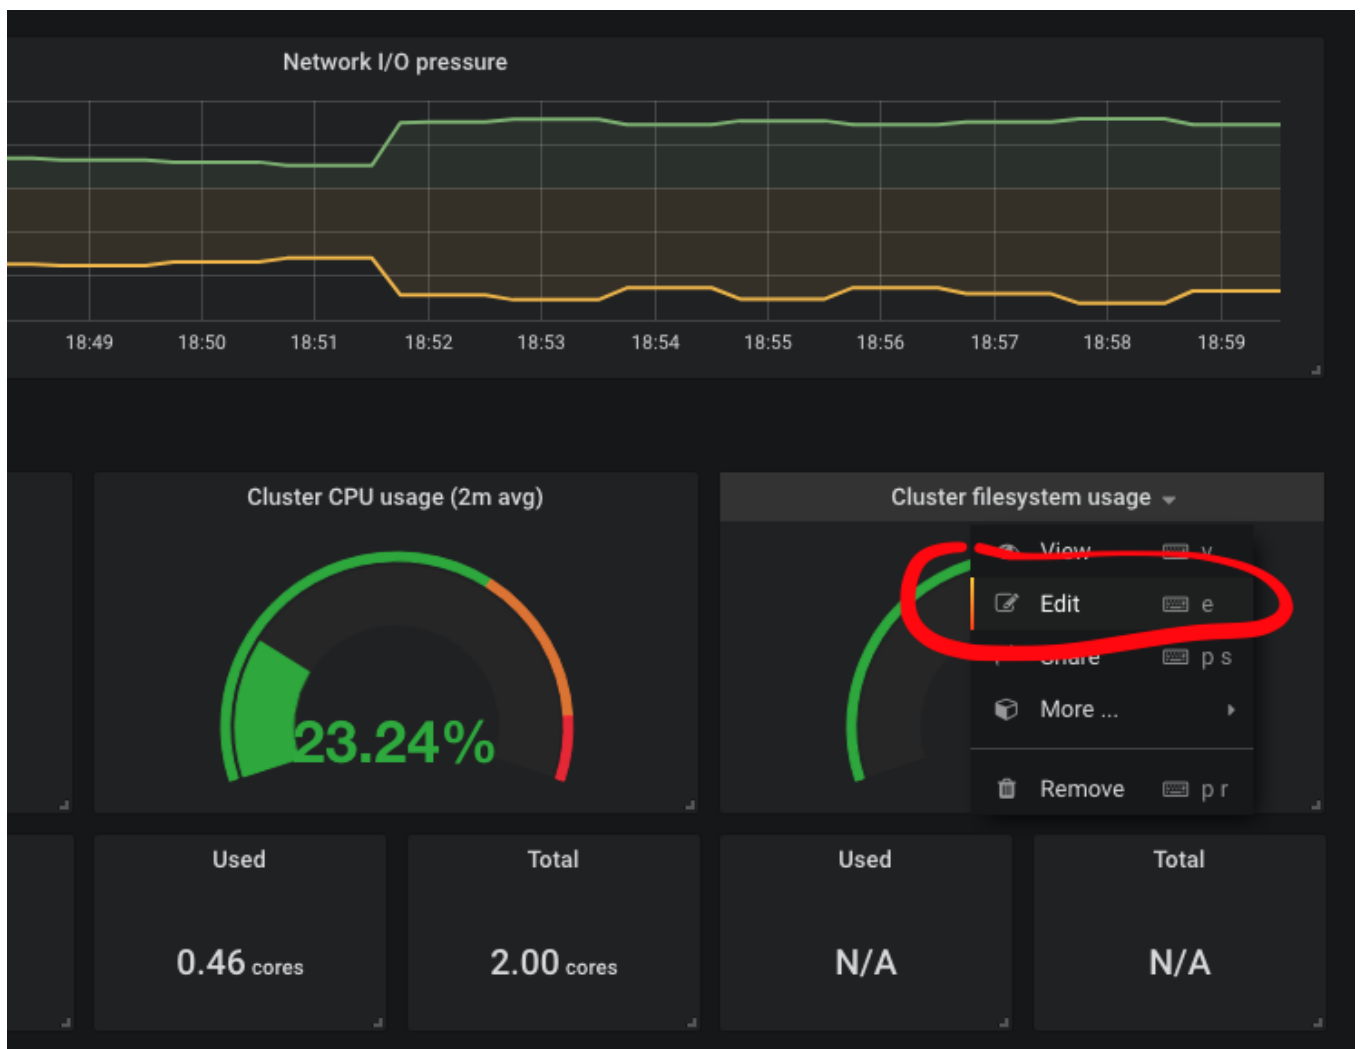 Network I/O pressure
18:49 18:50 18:51 18:52 18:53 18:54 18:55 18:56 18:57 18:58 18:59
Cluster CPU usage (2m avg)
23.24%
Cluster filesystem usage
View v
Edit e
Share p s
More ...
Remove p r
Used
0.46 cores
Total
2.00 cores
Used
N/A
Total
N/A